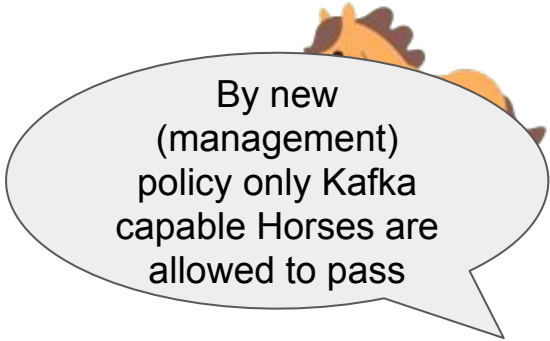 By new
(management)
policy only Kafka
capable Horses are
allowed to pass